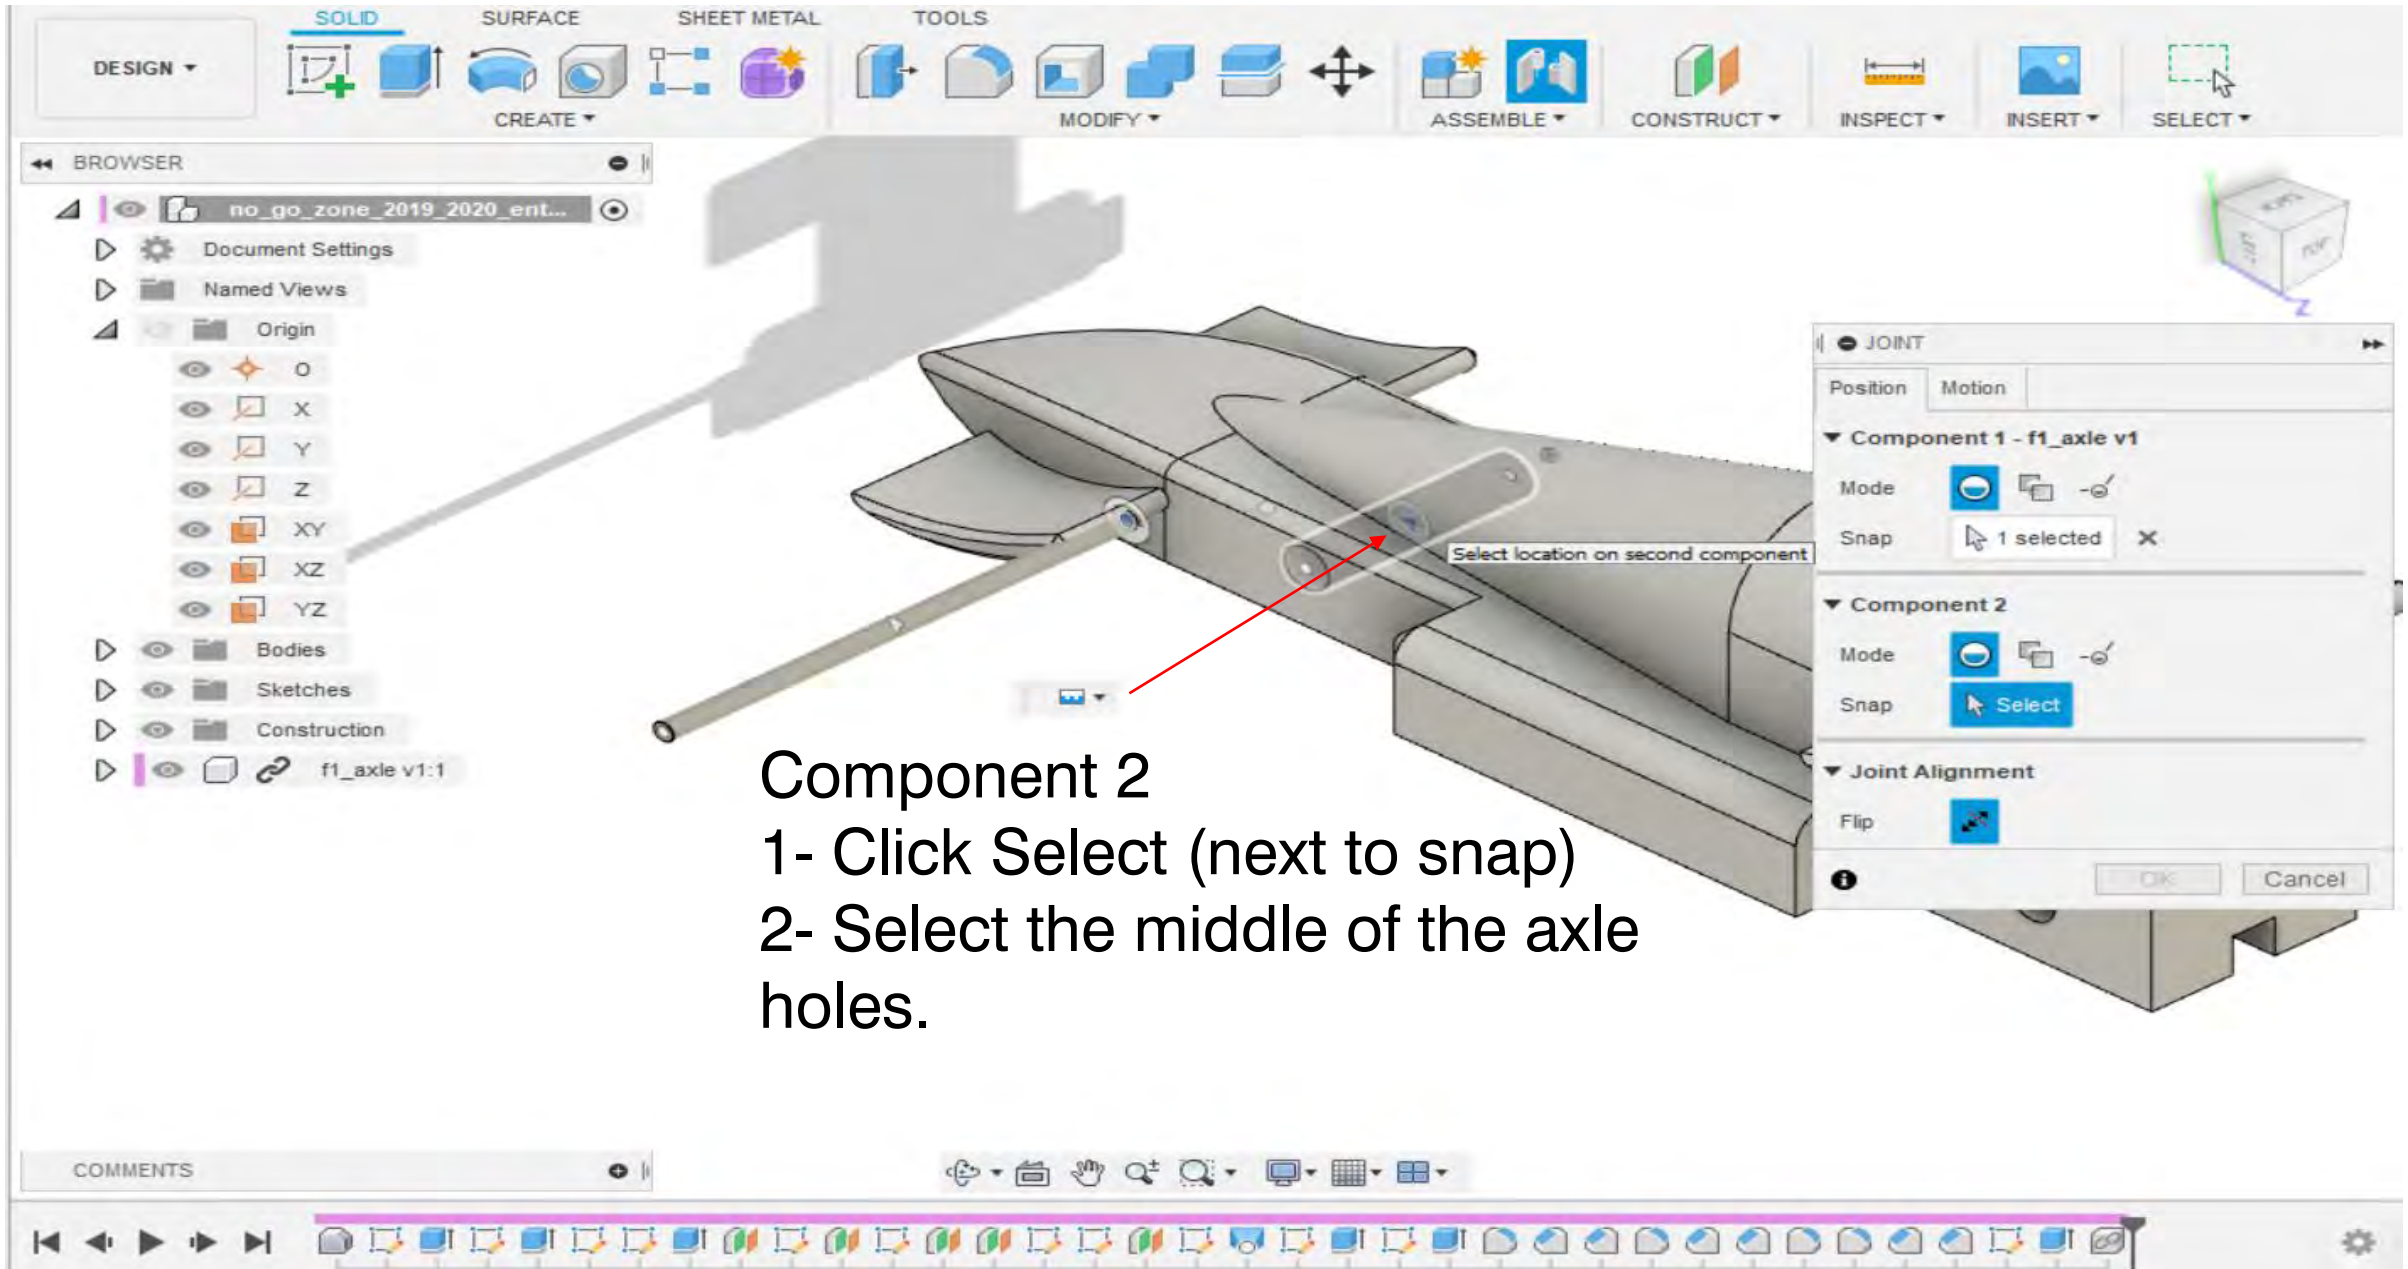 SOLID SURFACE SHEET METAL TOOLS
DESIGN
CREATE MODIFY ASSEMBLE CONSTRUCT INSPECT INSERT SELECT
BROWSER
no_go_zone_2019_2020_ent...
Document Settings
Named Views
Origin
O
X
Y
Z
XY
XZ
YZ
Bodies
Sketches
Construction
f1_axle v1:1
TOP
Z
Select location on second component
JOINT
Position Motion
Component 1 - f1_axle v1
Mode
Snap 1 selected
Component 2
Mode
Snap Select
Joint Alignment
Flip
OK Cancel
Component 2
1- Click Select (next to snap)
2- Select the middle of the axle
holes.
COMMENTS